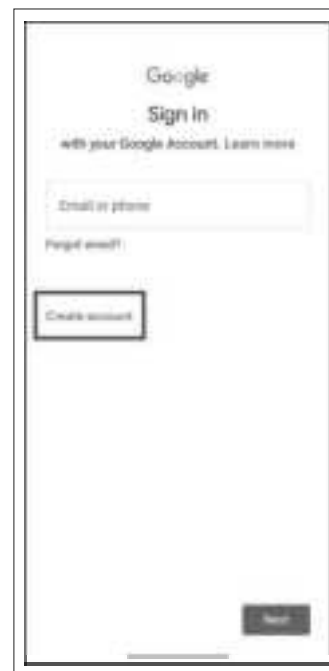 Google
Sign in
with your Google Account. Learn more
Email or phone
Forgot email?
Create account
Next